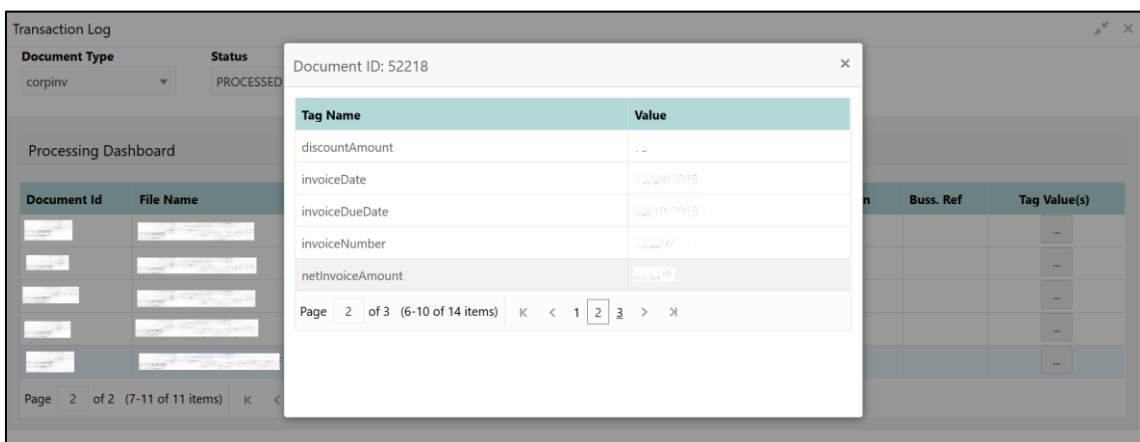 Transaction Log
Document Type Status
corpinv PROCESSED
Document ID: 52218
Tag Name Value
discountAmount
invoiceDate
invoiceDueDate
invoiceNumber
netInvoiceAmount
Page 2 of 3 (6-10 of 14 items) 1 2 3
Processing Dashboard
Document Id File Name n Buss. Ref Tag Value(s)
...
...
...
...
...
Page 2 of 2 (7-11 of 11 items)